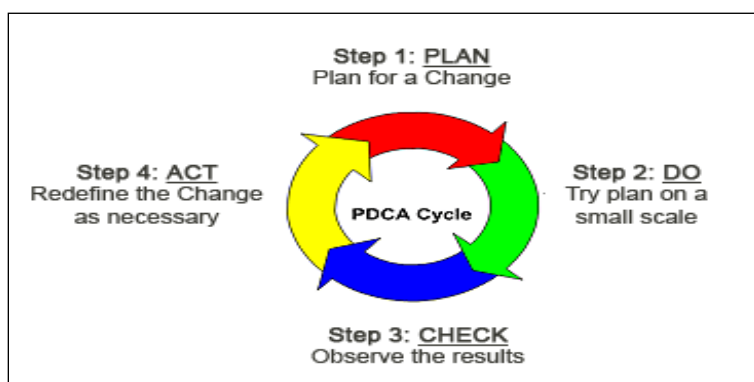 Step 1: PLAN
Plan for a Change
Step 2: DO
Try plan on a
small scale
Step 3: CHECK
Observe the results
Step 4: ACT
Redefine the Change
as necessary
PDCA Cycle